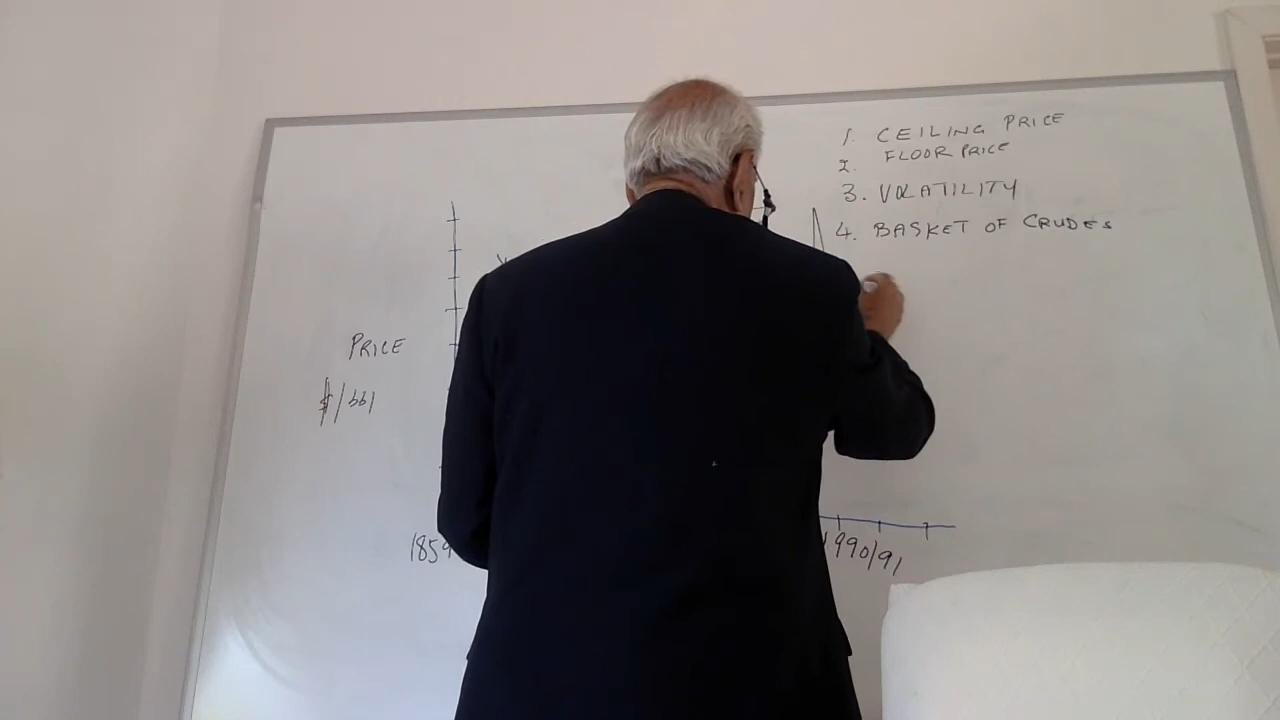 1. CEILING PRICE
2. FLOOR PRICE
3. VOLATILITY
4. BASKET OF CRUDES
PRICE
$/bbl
1859
1990/91